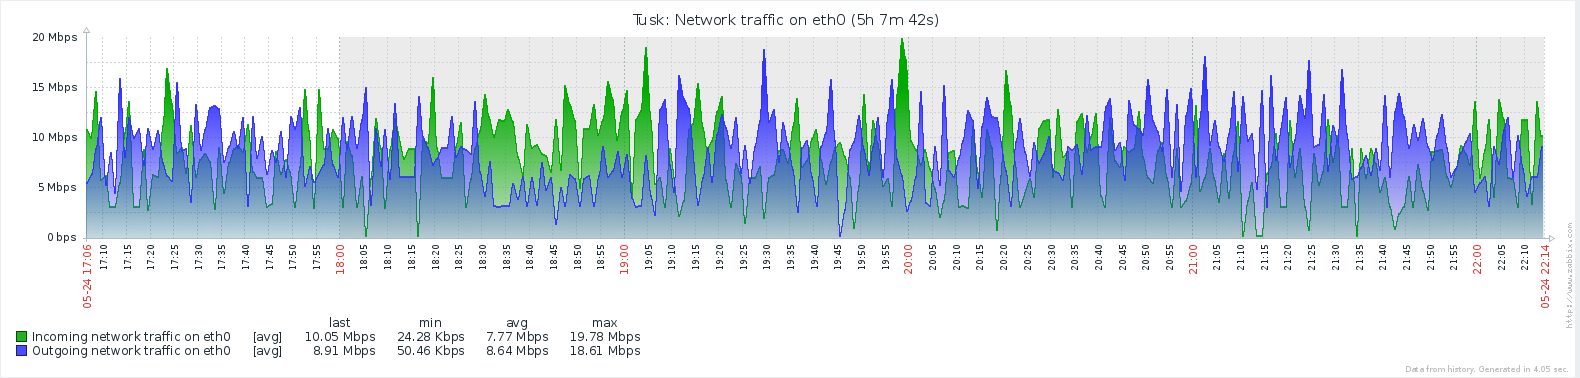 Tusk: Network traffic on eth0 (5h 7m 42s)
20 Mbps
15 Mbps
10 Mbps
5 Mbps
0 bps
05-24 17:06 17:10 17:15 17:20 17:25 17:30 17:35 17:40 17:45 17:50 17:55 18:00 18:05 18:10 18:15 18:20 18:25 18:30 18:35 18:40 18:45 18:50 18:55 19:00 19:05 19:10 19:15 19:20 19:25 19:30 19:35 19:40 19:45 19:50 19:55 20:00 20:05 20:10 20:15 20:20 20:25 20:30 20:35 20:40 20:45 20:50 20:55 21:00 21:05 21:10 21:15 21:20 21:25 21:30 21:35 21:40 21:45 21:50 21:55 22:00 22:05 22:10 05-24 22:14
last min avg max
Incoming network traffic on eth0 [avg] 10.05 Mbps 24.28 Kbps 7.77 Mbps 19.78 Mbps
Outgoing network traffic on eth0 [avg] 8.91 Mbps 50.46 Kbps 8.64 Mbps 18.61 Mbps
http://www.zabbix.com
Data from history. Generated in 4.05 sec.